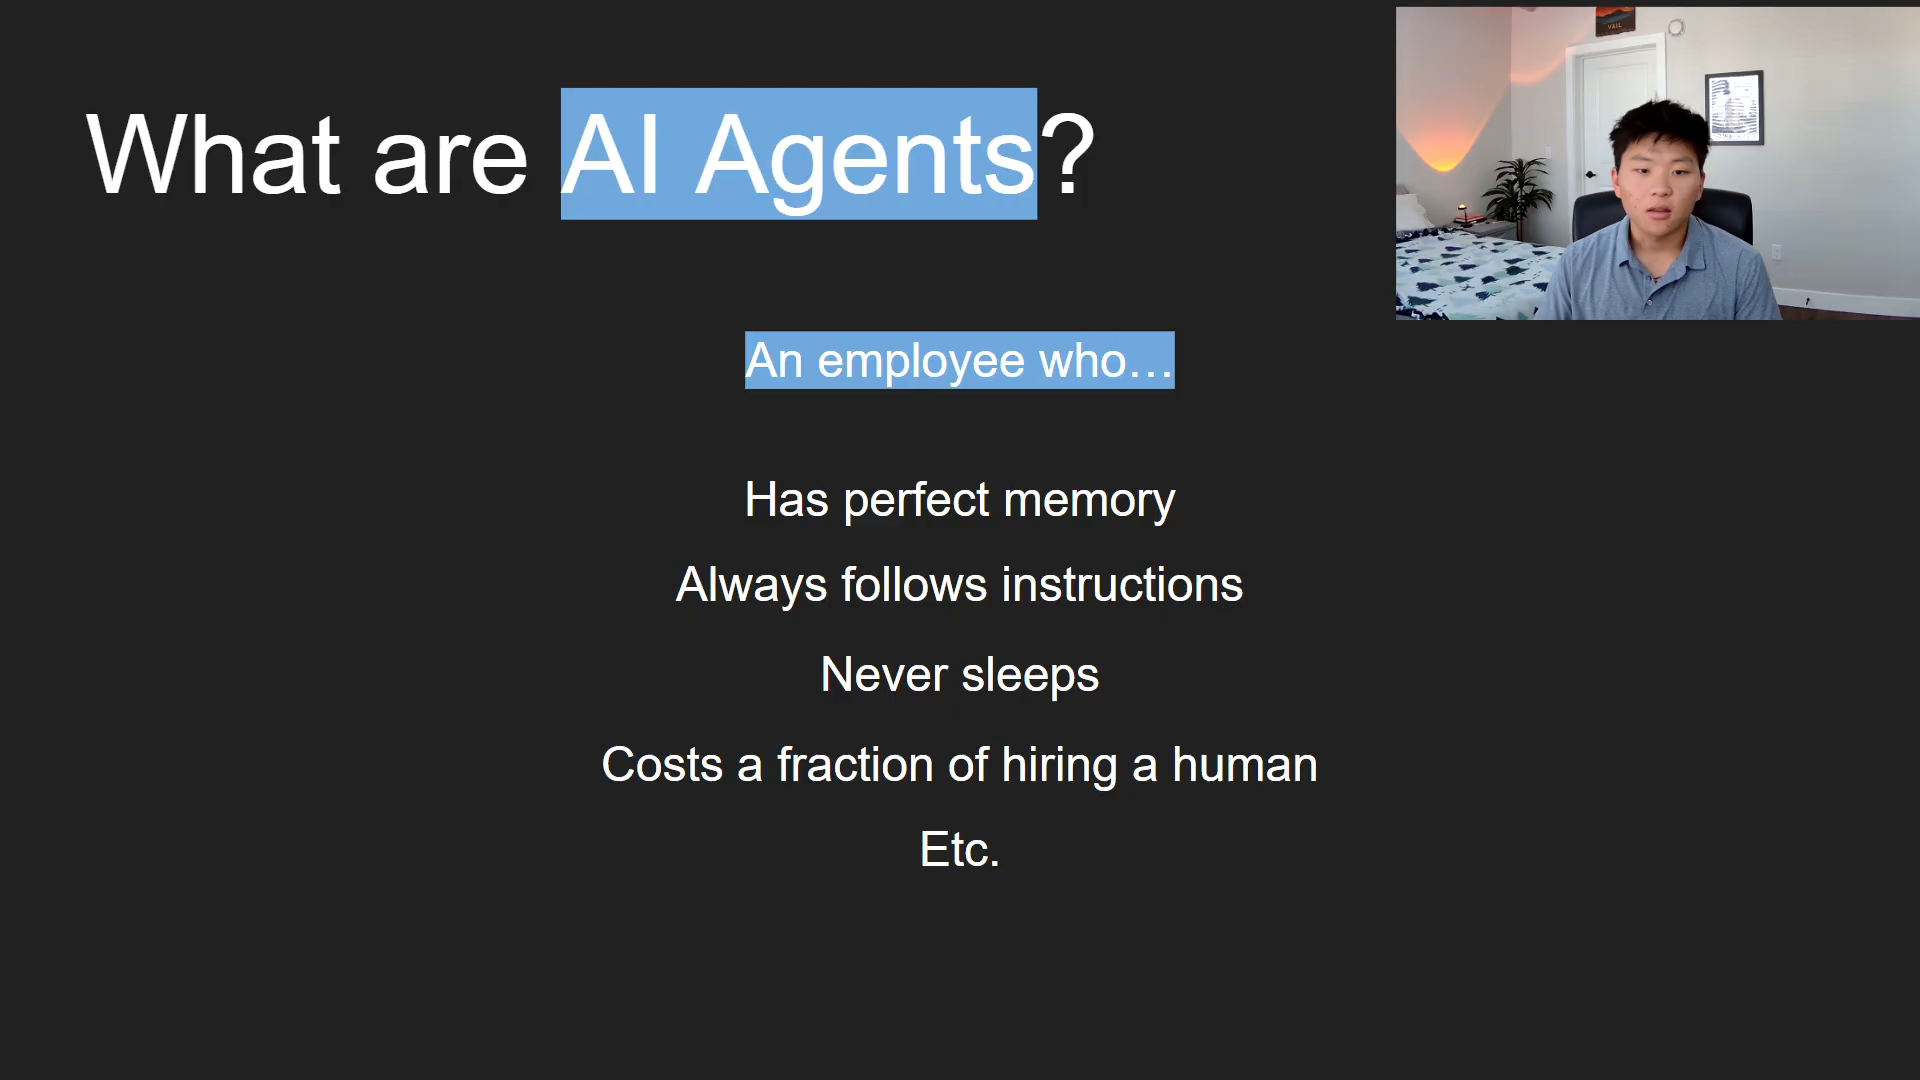 What are AI Agents?
VAIL
An employee who…
Has perfect memory
Always follows instructions
Never sleeps
Costs a fraction of hiring a human
Etc.